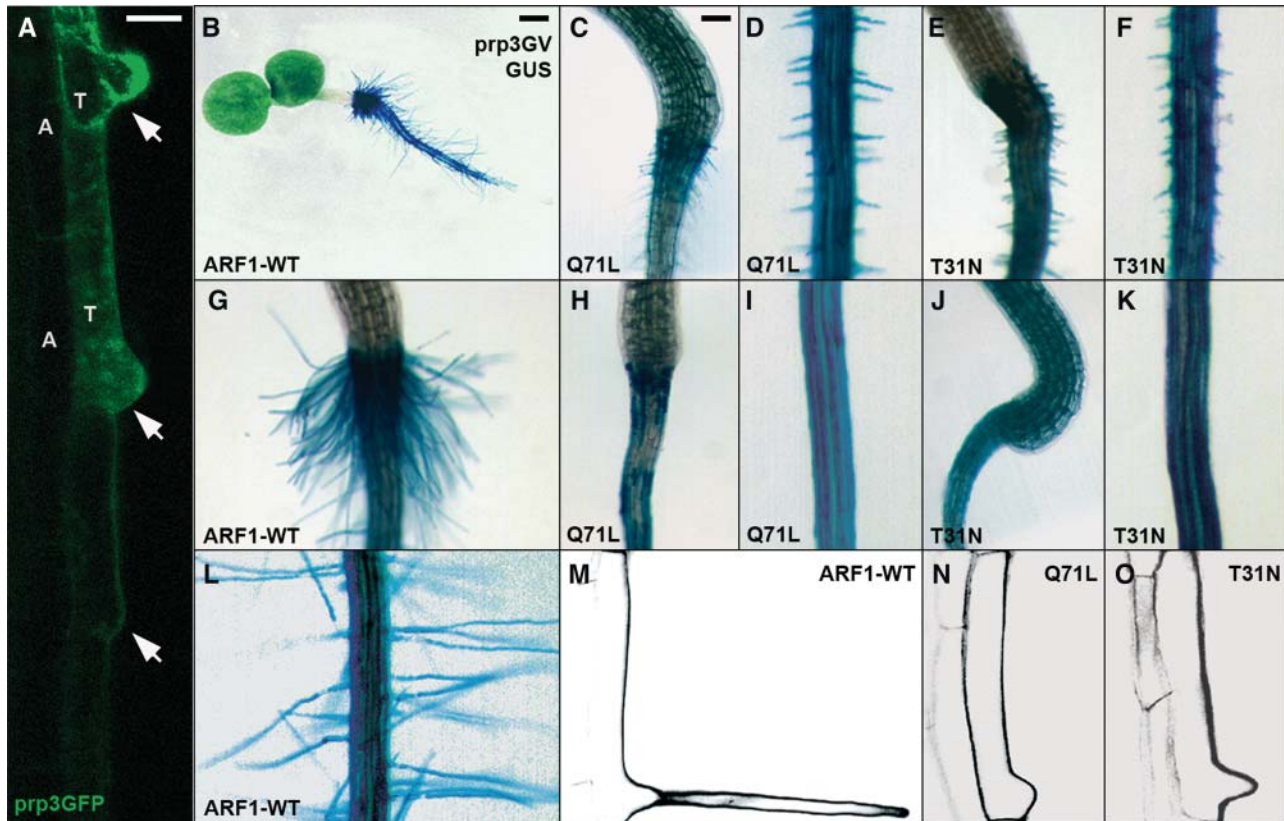 A
T
A
T
A
prp3GFP
B
prp3GV
GUS
ARF1-WT
C
Q71L
D
Q71L
E
T31N
F
T31N
G
ARF1-WT
H
Q71L
I
Q71L
J
T31N
K
T31N
L
ARF1-WT
M
ARF1-WT
N
Q71L
O
T31N